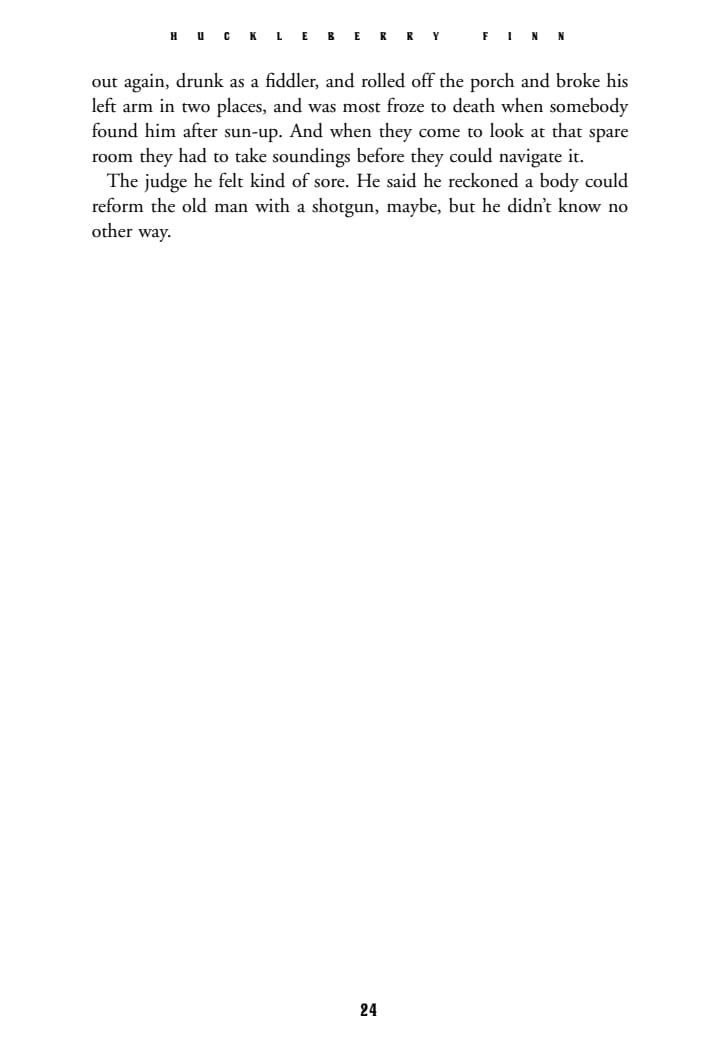 HUCKLEBERRY FINN
out again, drunk as a fiddler, and rolled off the porch and broke his
left arm in two places, and was most froze to death when somebody
found him after sun-up. And when they come to look at that spare
room they had to take soundings before they could navigate it.
The judge he felt kind of sore. He said he reckoned a body could
reform the old man with a shotgun, maybe, but he didn’t know no
other way.
24